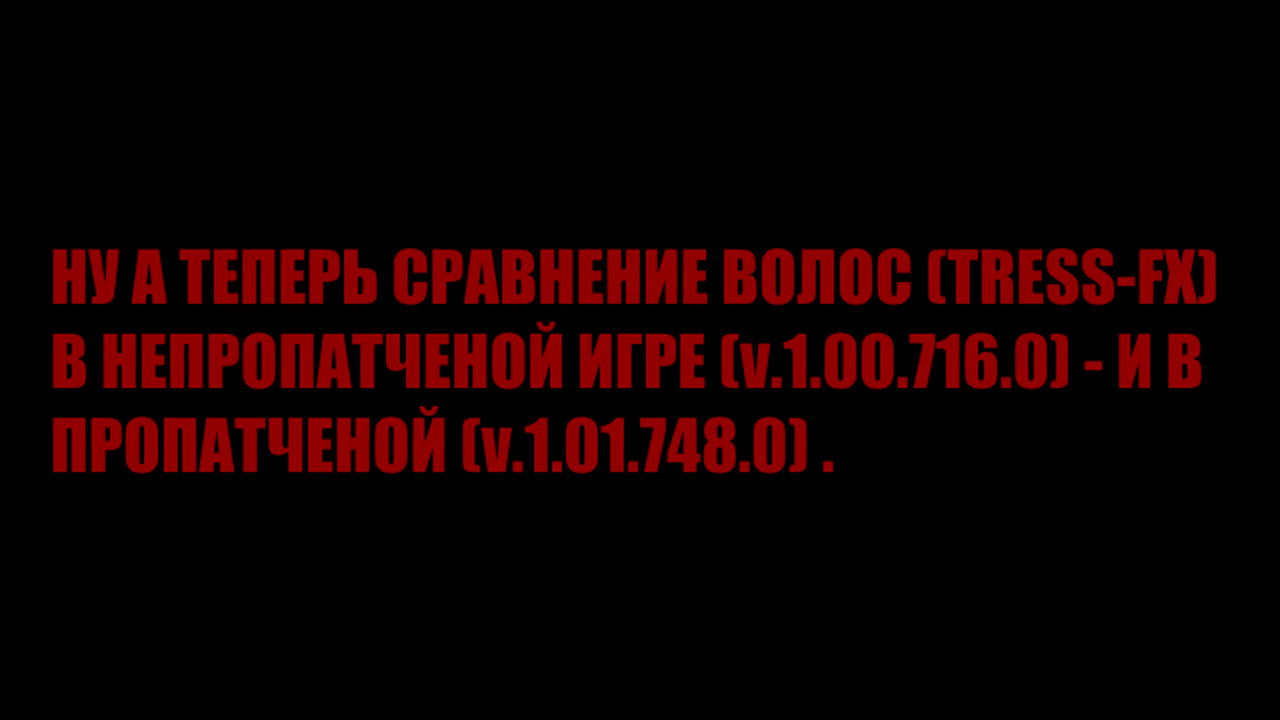 НУ А ТЕПЕРЬ СРАВНЕНИЕ ВОЛОС (TRESS-FX)
В НЕПРОПАТЧЕНОЙ ИГРЕ (v.1.00.716.0) - И В
ПРОПАТЧЕНОЙ (v.1.01.748.0) .